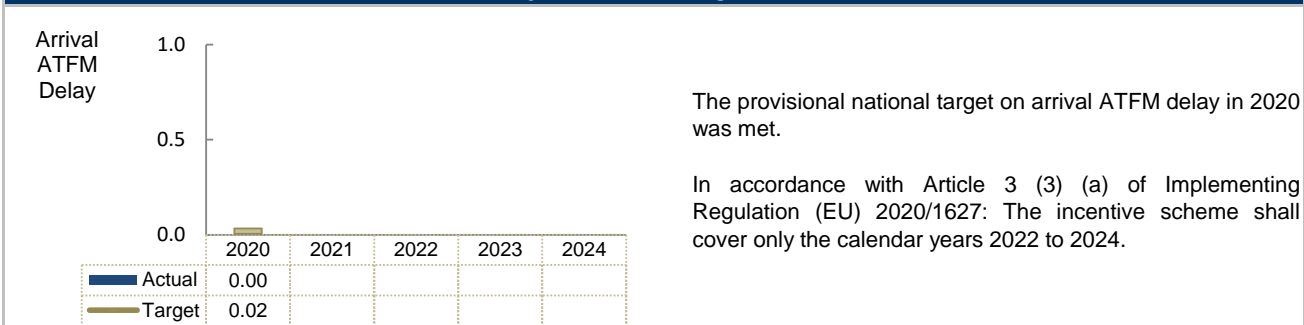 Arrival
ATFM
Delay
1.0
0.5
0.0
2020 2021 2022 2023 2024
Actual 0.00
Target 0.02
The provisional national target on arrival ATFM delay in 2020
was met.
In accordance with Article 3 (3) (a) of Implementing
Regulation (EU) 2020/1627: The incentive scheme shall
cover only the calendar years 2022 to 2024.